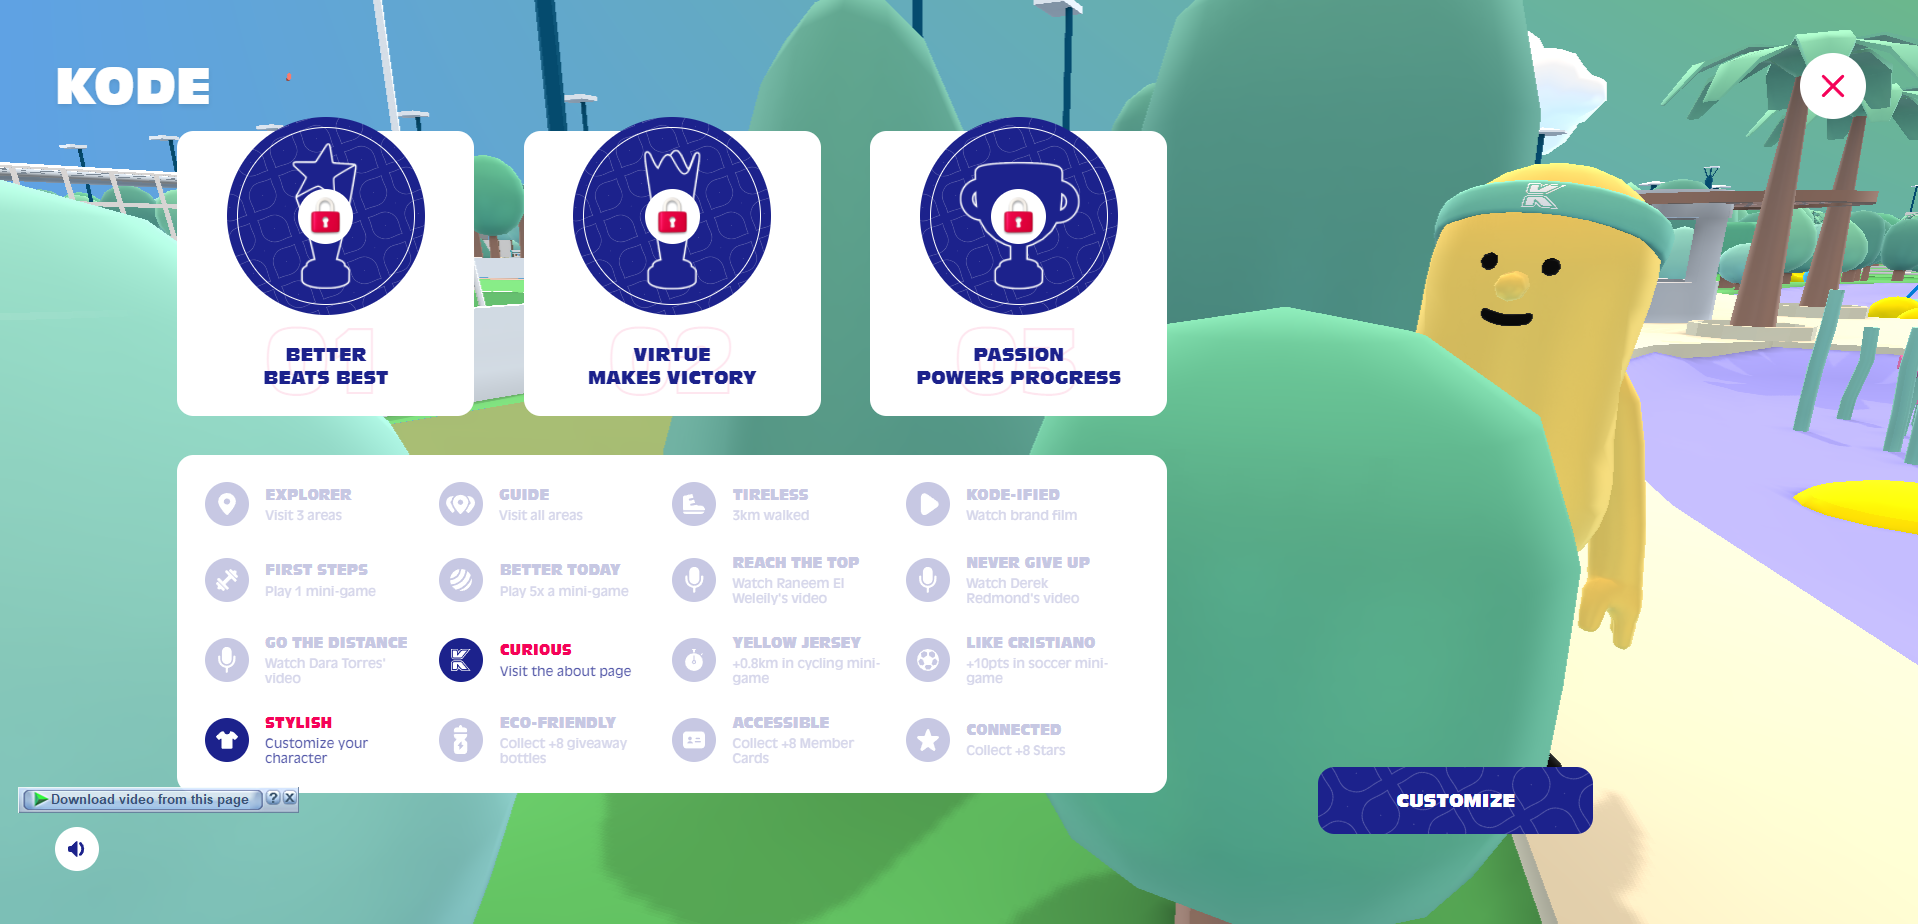 KODE
01
BETTER
BEATS BEST
02
VIRTUE
MAKES VICTORY
PASSION
POWERS PROGRESS
EXPLORER
Visit 3 areas
GUIDE
Visit all areas
TIRELESS
3km walked
KODE-IFIED
Watch brand film
FIRST STEPS
Play 1 mini-game
BETTER TODAY
Play 5x a mini-game
REACH THE TOP
Watch Raneem El
Welelly's video
NEVER GIVE UP
Watch Derek
Redmond's video
GO THE DISTANCE
Watch Dara Torres'
video
K
CURIOUS
Visit the about page
YELLOW JERSEY
+0.8km in cycling mini-
game
LIKE CRISTIANO
+10pts in soccer mini-
game
STYLISH
Customize your
character
ECO-FRIENDLY
Collect +8 giveaway
bottles
ACCESSIBLE
Collect +8 Member
Cards
CONNECTED
Collect +8 Stars
K
Download video from this page
?
X
CUSTOMIZE